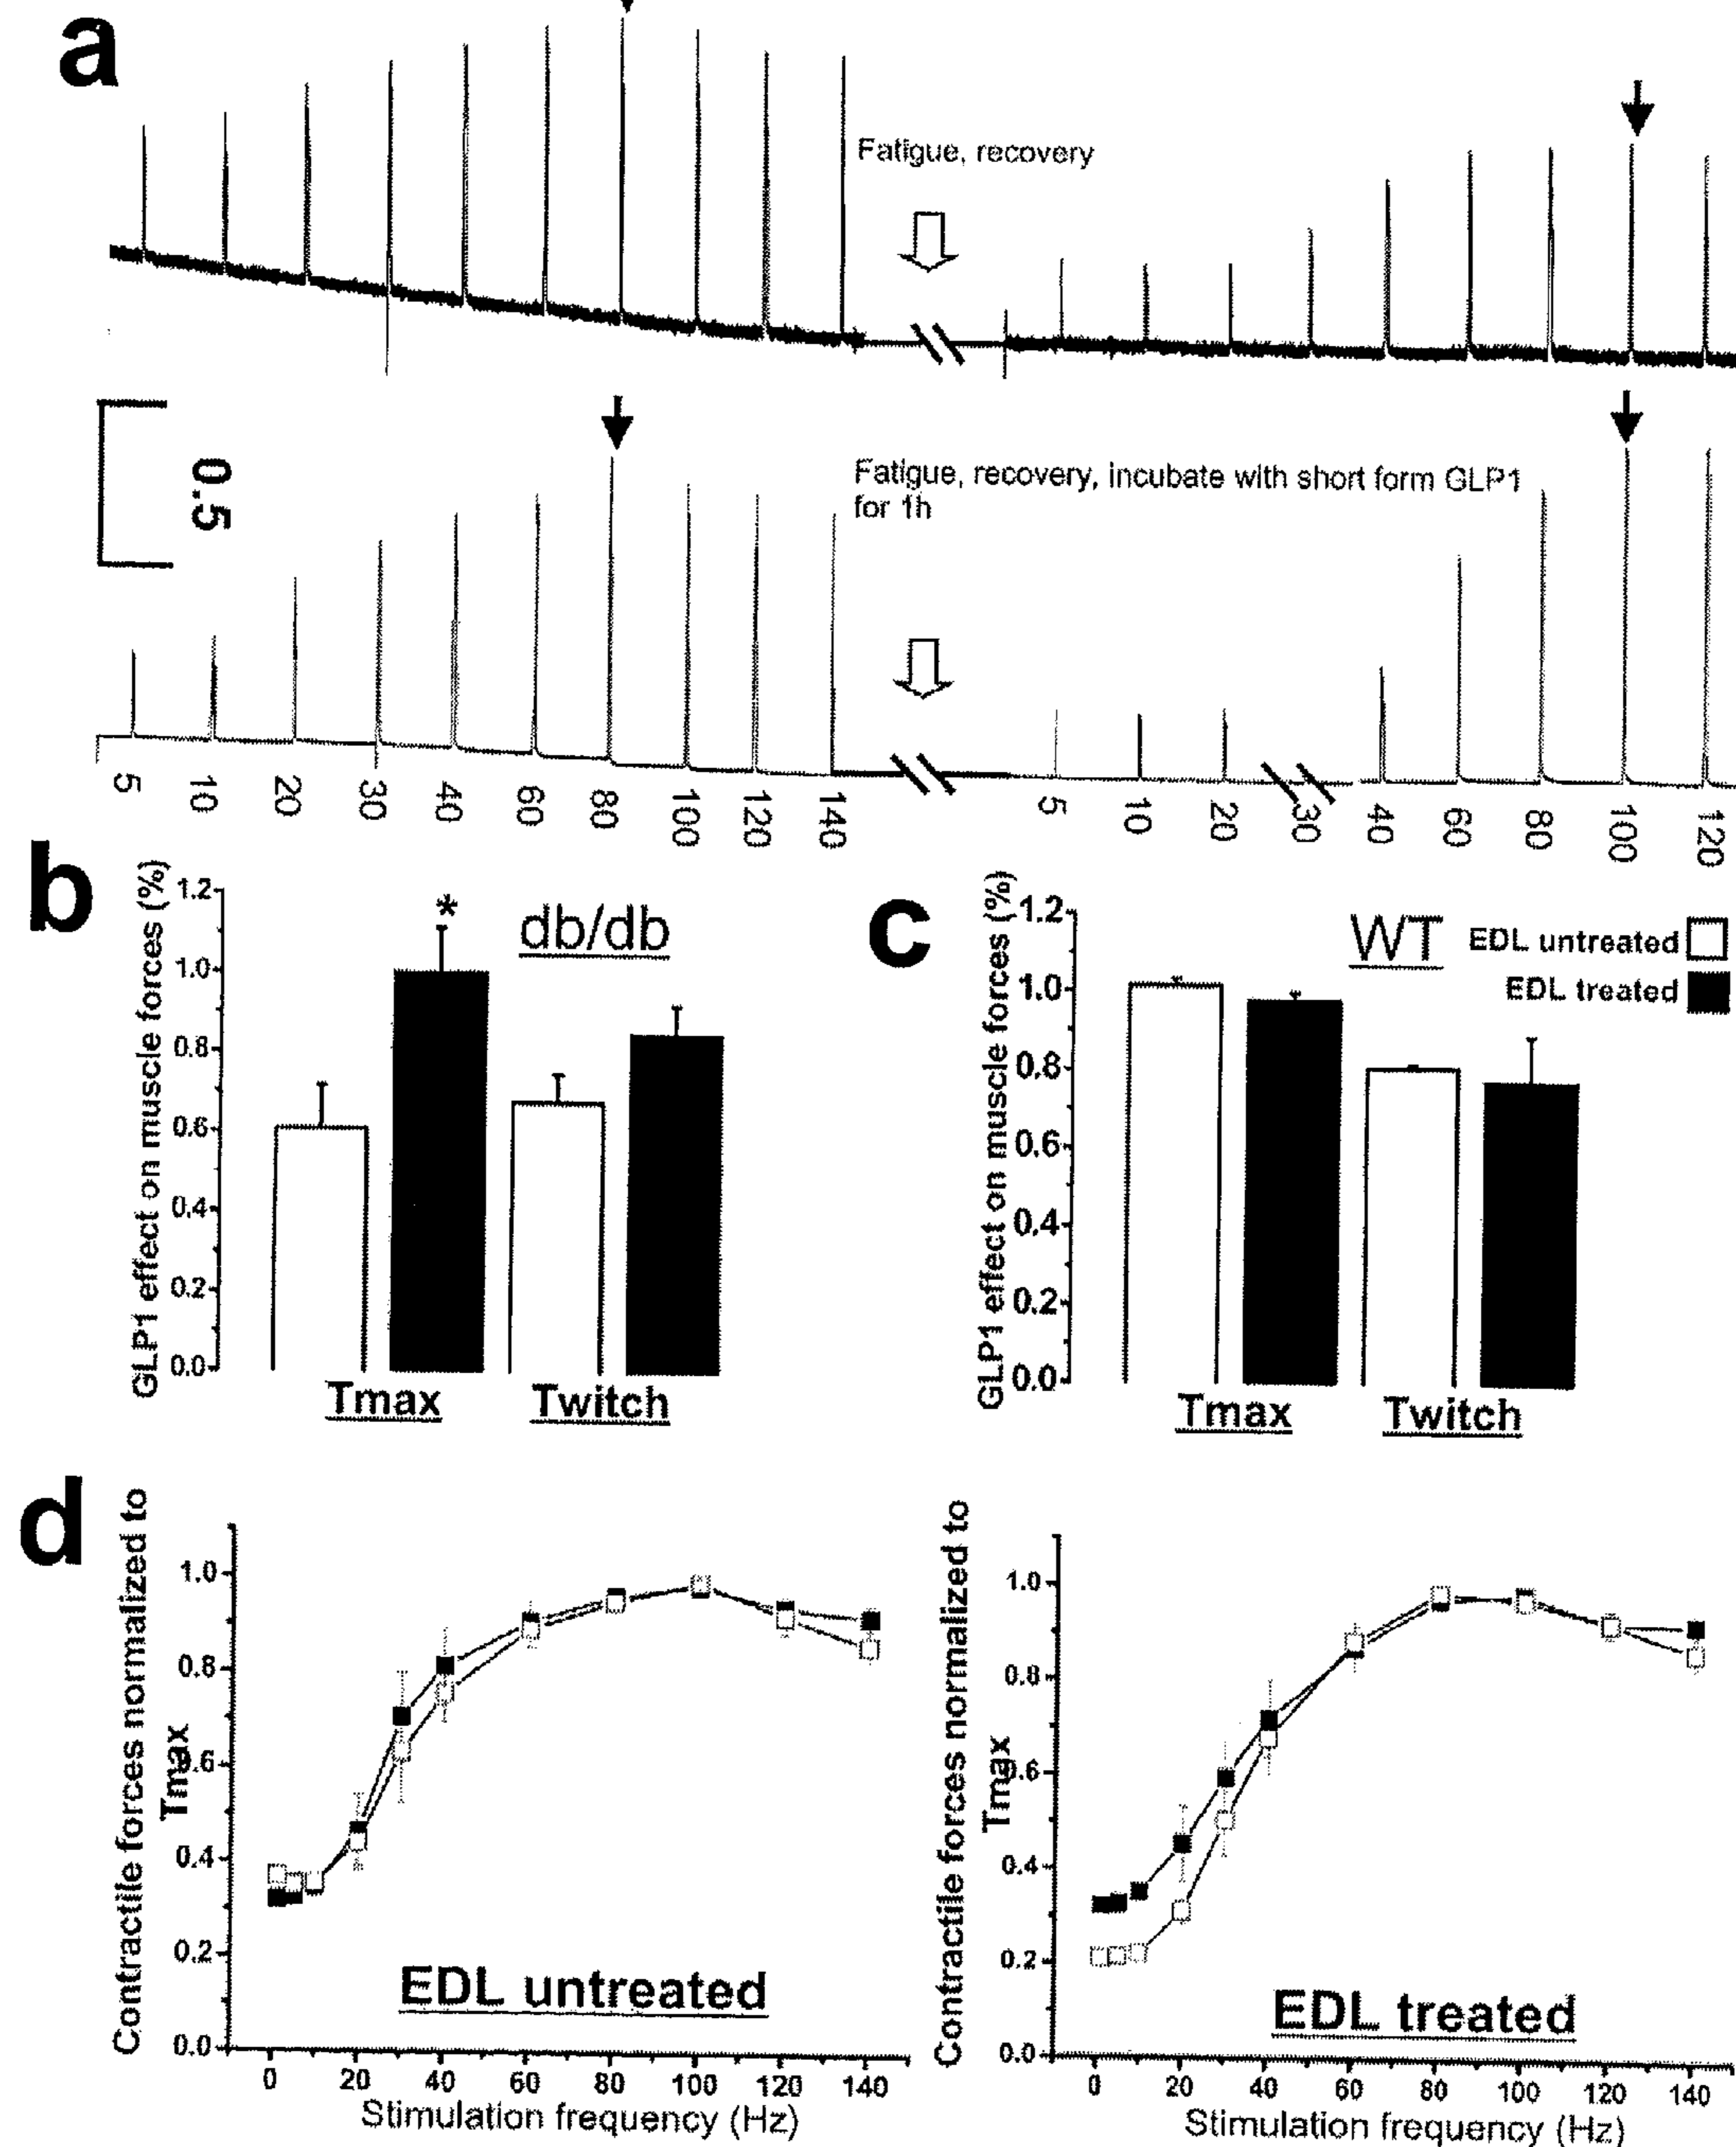 a
Fatigue, recovery
0.5
Fatigue, recovery, incubate with short form GLP1
for 1h
5 10 20 30 40 60 80 100 120 140 5 10 20 30 40 60 80 100 120
b
GLP1 effect on muscle forces (%)
1.2
1.0
0.8
0.6
0.4
0.2
0.0
*
db/db
Tmax Twitch
c
GLP1 effect on muscle forces (%)
1.2
1.0
0.8
0.6
0.4
0.2
0.0
WT
EDL untreated
EDL treated
Tmax Twitch
d
Contractile forces normalized to
Tmax
1.0
0.8
0.6
0.4
0.2
0.0
EDL untreated
0 20 40 60 80 100 120 140
Stimulation frequency (Hz)
Contractile forces normalized to
Tmax
1.0
0.8
0.6
0.4
0.2
0.0
EDL treated
0 20 40 60 80 100 120 140
Stimulation frequency (Hz)